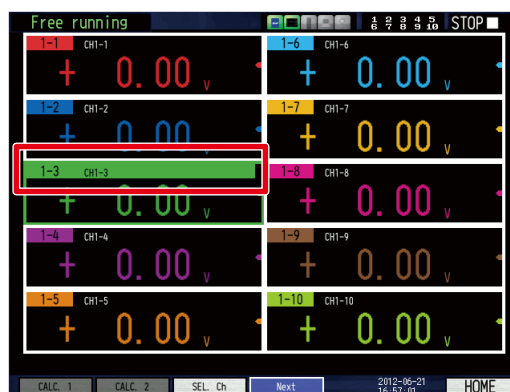 Free running
1 2 3 4 5
6 7 8 9 10
STOP
1-1 CH1-1
+ 0.00 V
1-2 CH1-2
+ 0.00
1-3 CH1-3
+ 0.00 V
1-4 CH1-4
+ 0.00 V
1-5 CH1-5
+ 0.00 V
1-6 CH1-6
+ 0.00 V
1-7 CH1-7
+ 0.00 V
1-8 CH1-8
+ 0.00 V
1-9 CH1-9
+ 0.00 V
1-10 CH1-10
+ 0.00 V
CALC. 1
CALC. 2
SEL. Ch
Next
2012-06-21
16:57:01
HOME